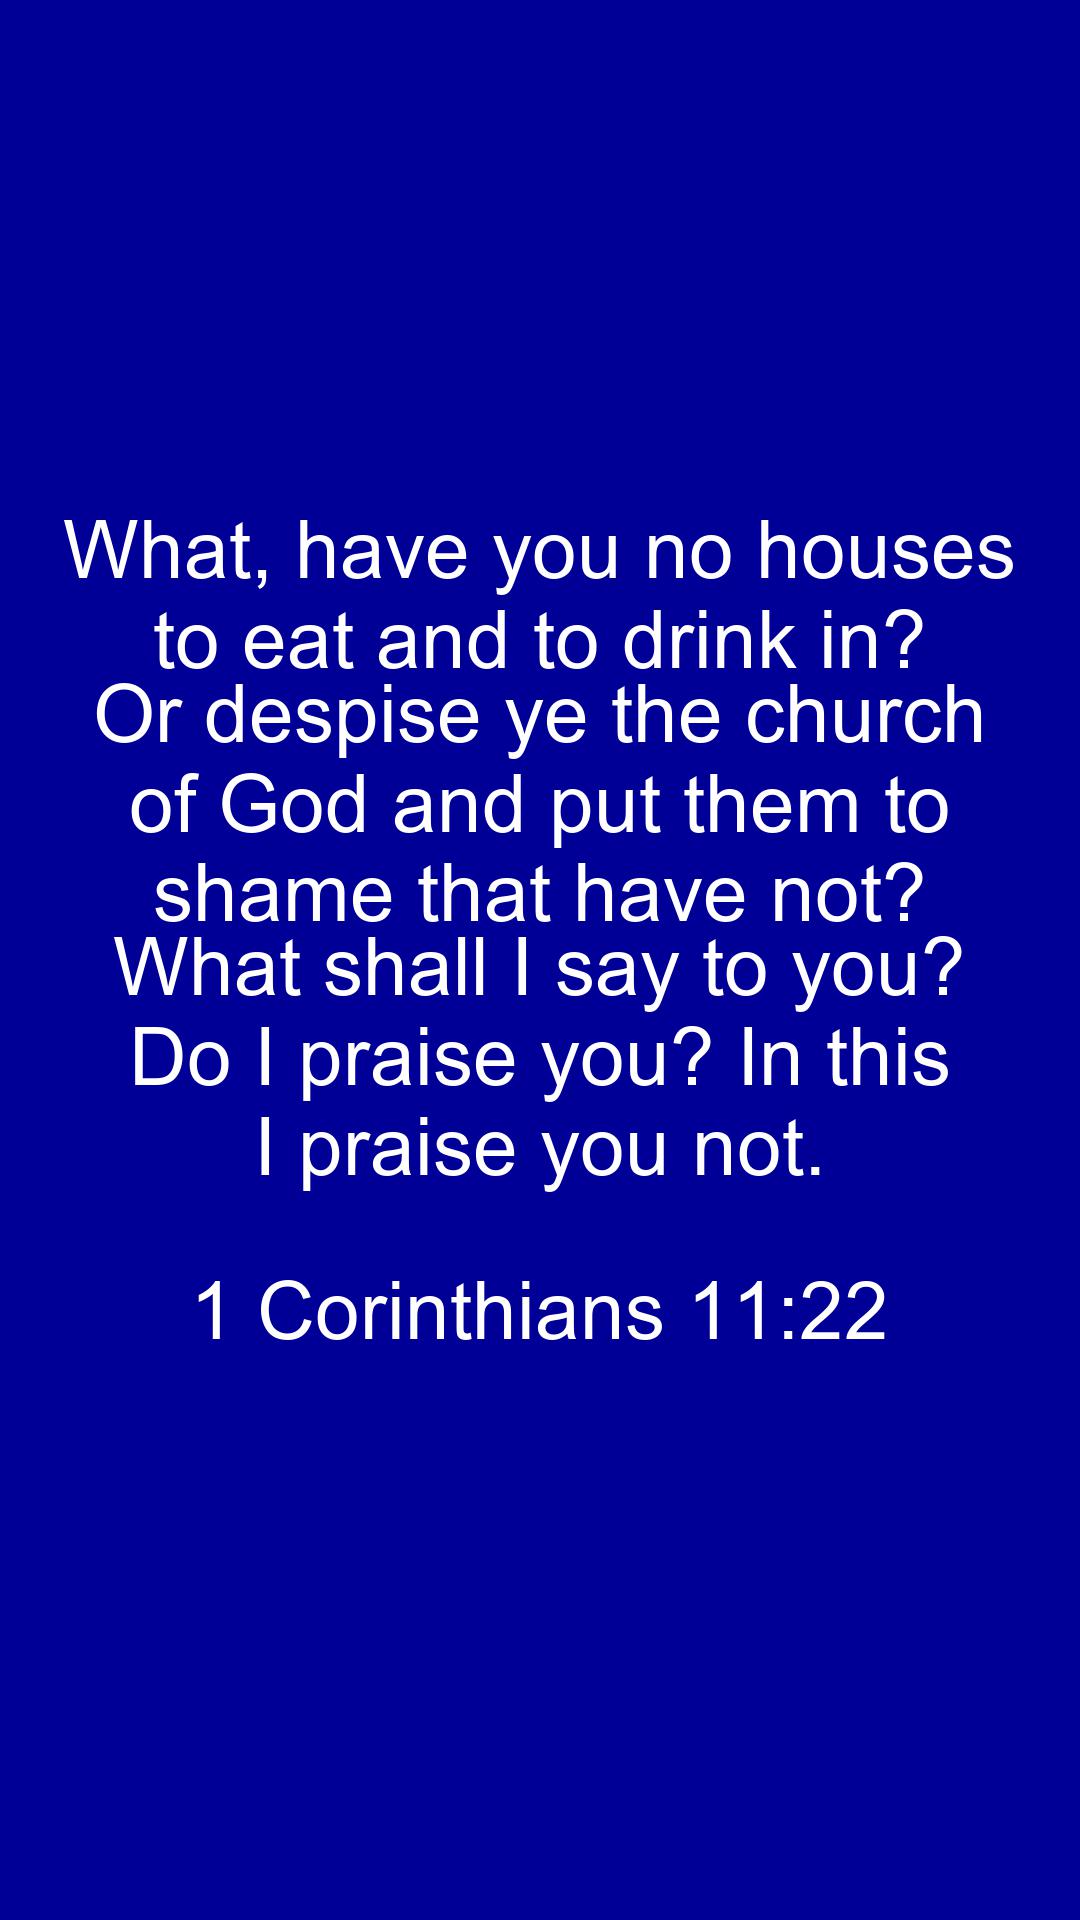 What, have you no houses
to eat and to drink in?
Or despise ye the church
of God and put them to
shame that have not?
What shall I say to you?
Do I praise you? In this
I praise you not.
1 Corinthians 11:22